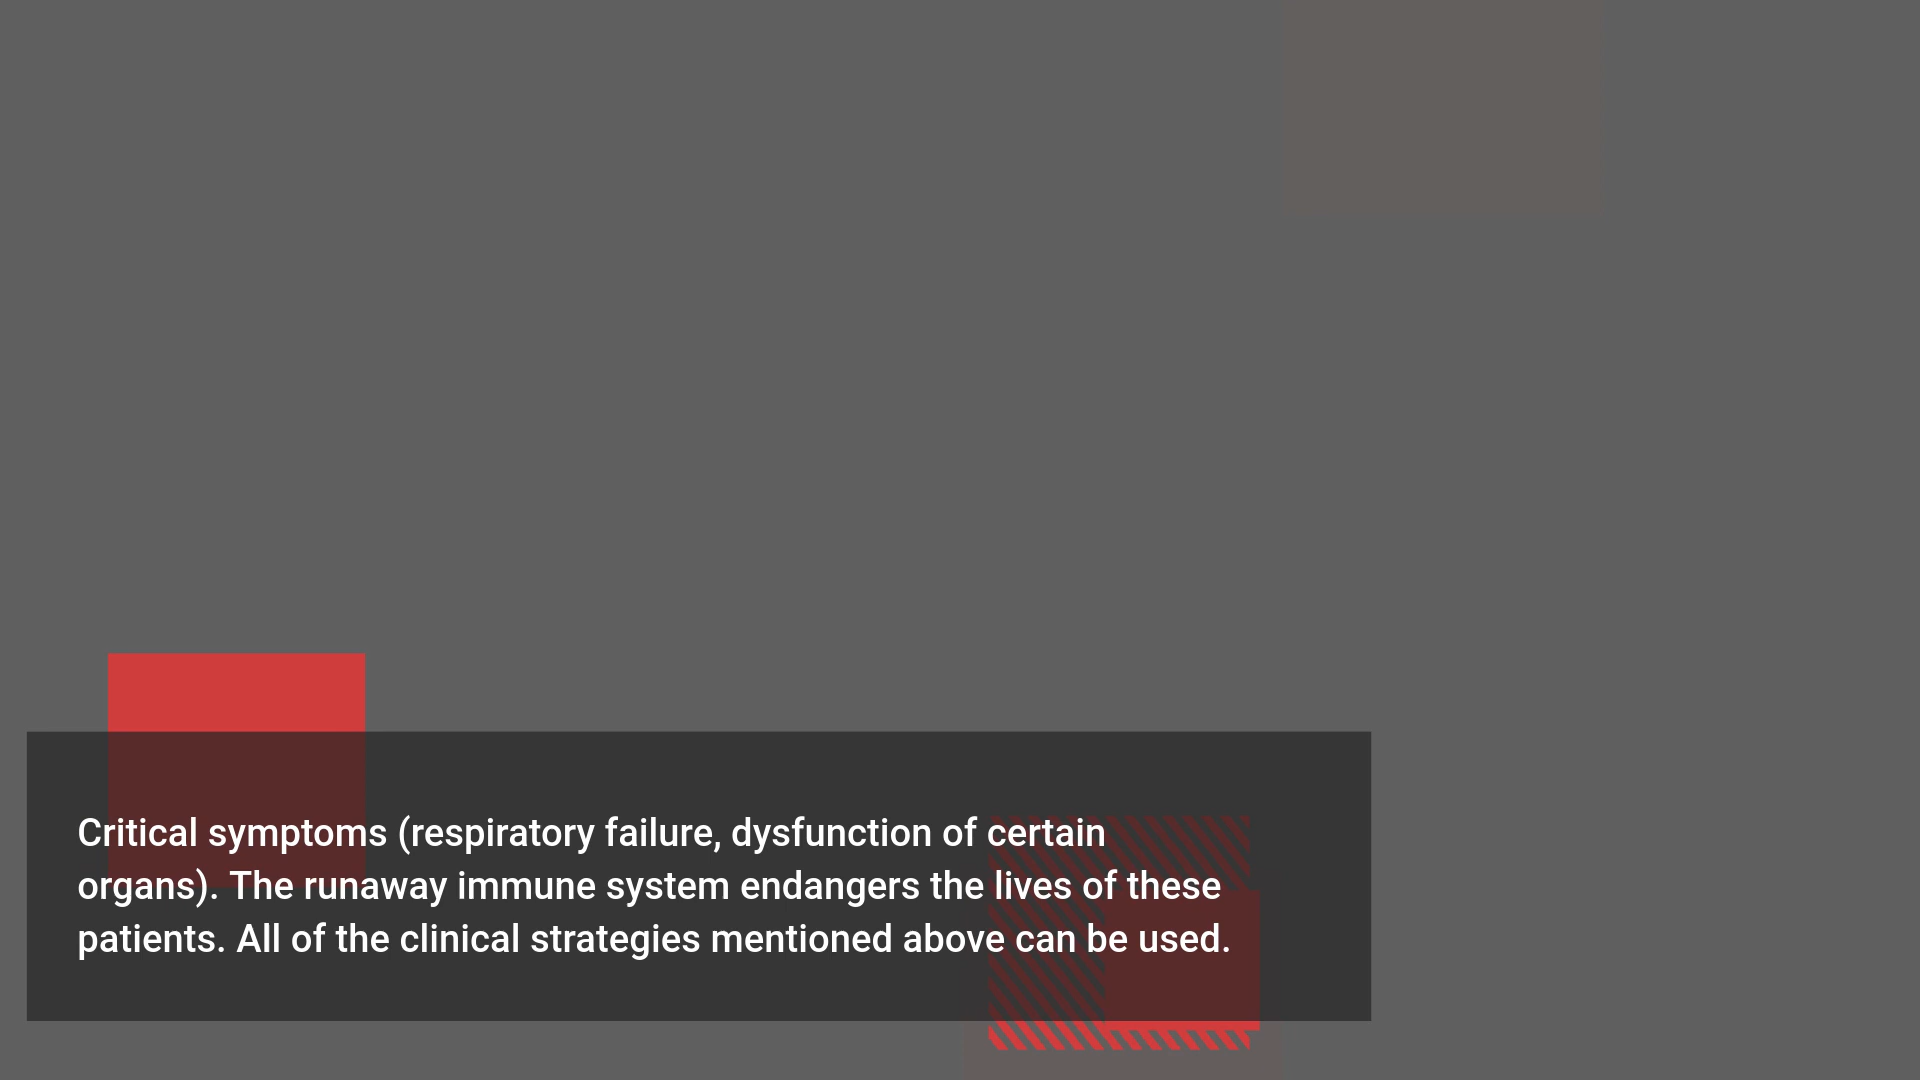 Critical symptoms (respiratory failure, dysfunction of certain
organs). The runaway immune system endangers the lives of these
patients. All of the clinical strategies mentioned above can be used.